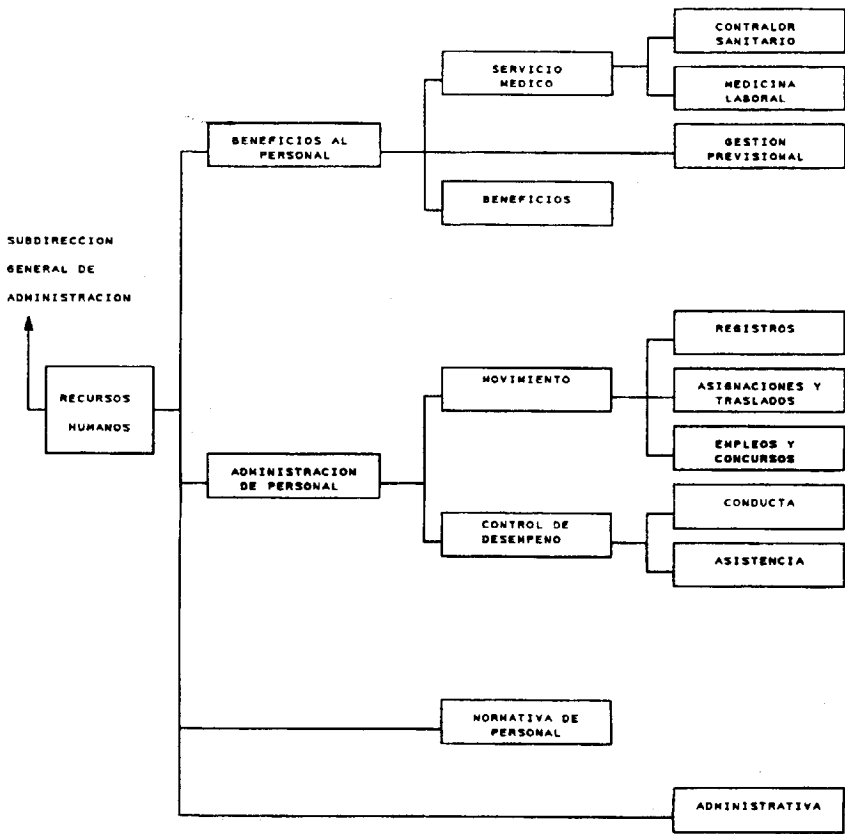 CONTRALOR
SANITARIO
SERVICIO
MEDICO
MEDICINA
LABORAL
BENEFICIOS AL
PERSONAL
GESTION
PREVISIONAL
BENEFICIOS
SUBDIRECCION
GENERAL DE
ADMINISTRACION
REGISTROS
MOVIMIENTO
ASIGNACIONES Y
TRASLADOS
RECURSOS
HUMANOS
EMPLEOS Y
CONCURSOS
ADMINISTRACION
DE PERSONAL
CONDUCTA
CONTROL DE
DESEMPENO
ASISTENCIA
NORMATIVA DE
PERSONAL
ADMINISTRATIVA